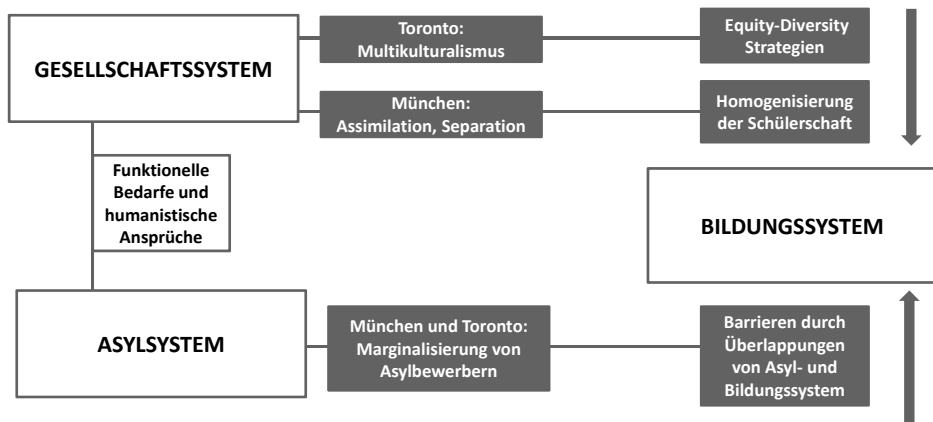 GESELLSCHAFTSSYSTEM
Toronto:
Multikulturalismus
Equity-Diversity
Strategien
München:
Assimilation, Separation
Homogenisierung
der Schülerschaft
Funktionelle
Bedarfe und
humanistische
Ansprüche
BILDUNGSSYSTEM
ASYLSYSTEM
München und Toronto:
Marginalisierung von
Asylbewerbern
Barrieren durch
Überlappungen
von Asyl- und
Bildungssystem